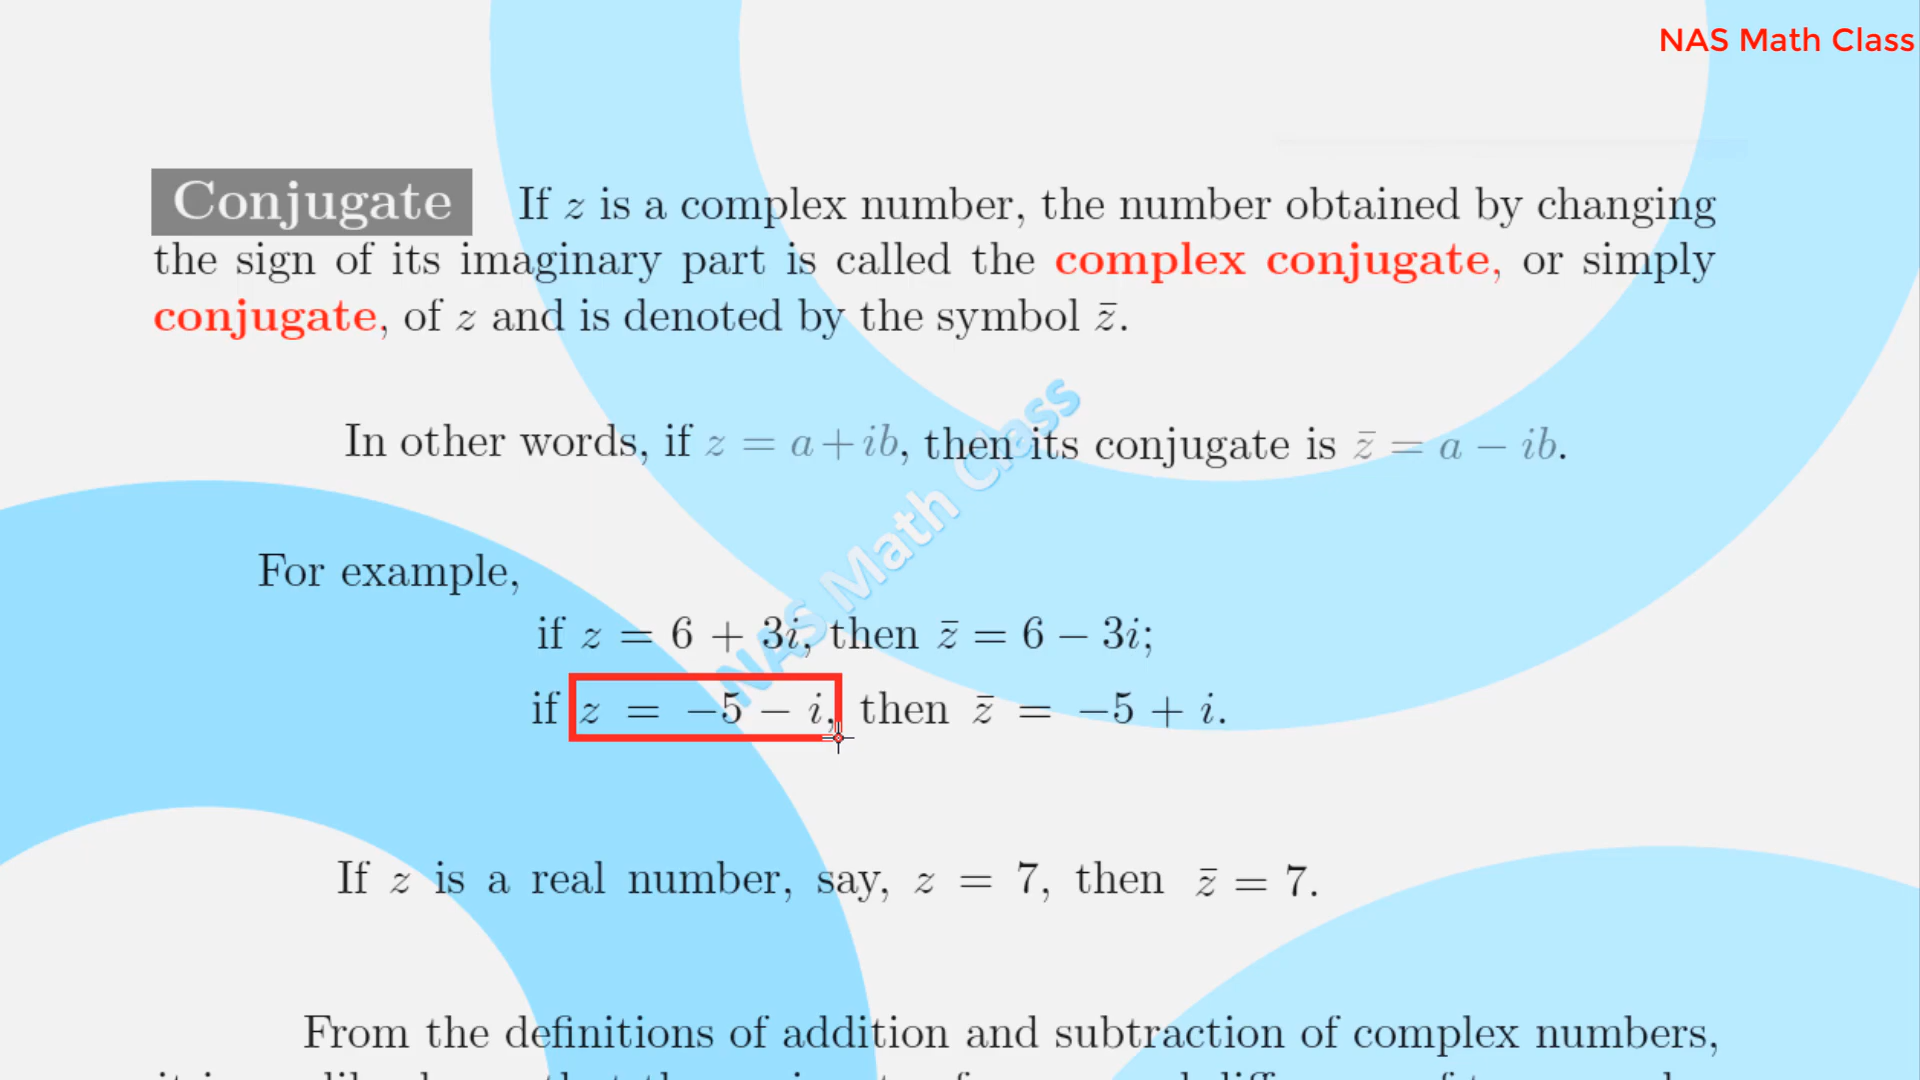 NAS Math Class
Conjugate If z is a complex number, the number obtained by changing
the sign of its imaginary part is called the complex conjugate, or simply
conjugate, of z and is denoted by the symbol z̄.
In other words, if z = a + ib, then its conjugate is z̄ = a − ib.
NAS Math Class
For example,
if z = 6 + 3i, then z̄ = 6 − 3i;
if z = −5 − i, then z̄ = −5 + i.
If z is a real number, say, z = 7, then z̄ = 7.
From the definitions of addition and subtraction of complex numbers,